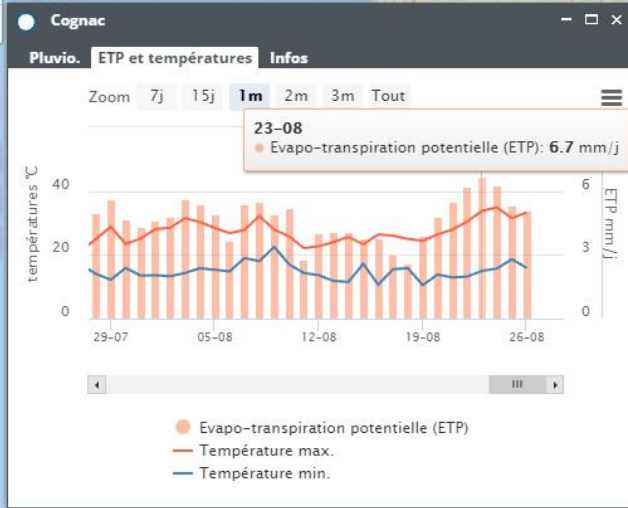 Cognac
Pluvio. ETP et températures Infos
Zoom 7j 15j 1m 2m 3m Tout
23-08
Evapo-transpiration potentielle (ETP): 6.7 mm/j
températures °C
40
20
0
6
3
0
ETP mm/j
29-07 05-08 12-08 19-08 26-08
Evapo-transpiration potentielle (ETP)
Température max.
Température min.